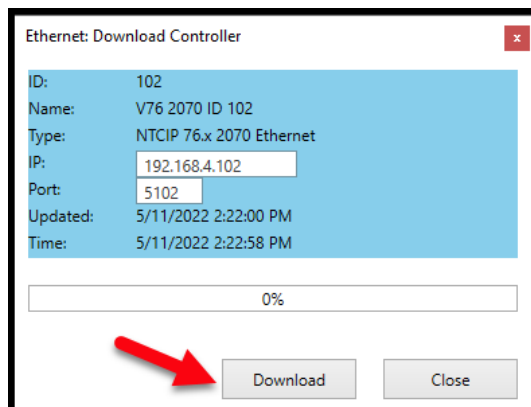 Ethernet: Download Controller
x
ID: 102
Name: V76 2070 ID 102
Type: NTCIP 76.x 2070 Ethernet
IP: 192.168.4.102
Port: 5102
Updated: 5/11/2022 2:22:00 PM
Time: 5/11/2022 2:22:58 PM
0%
Download Close